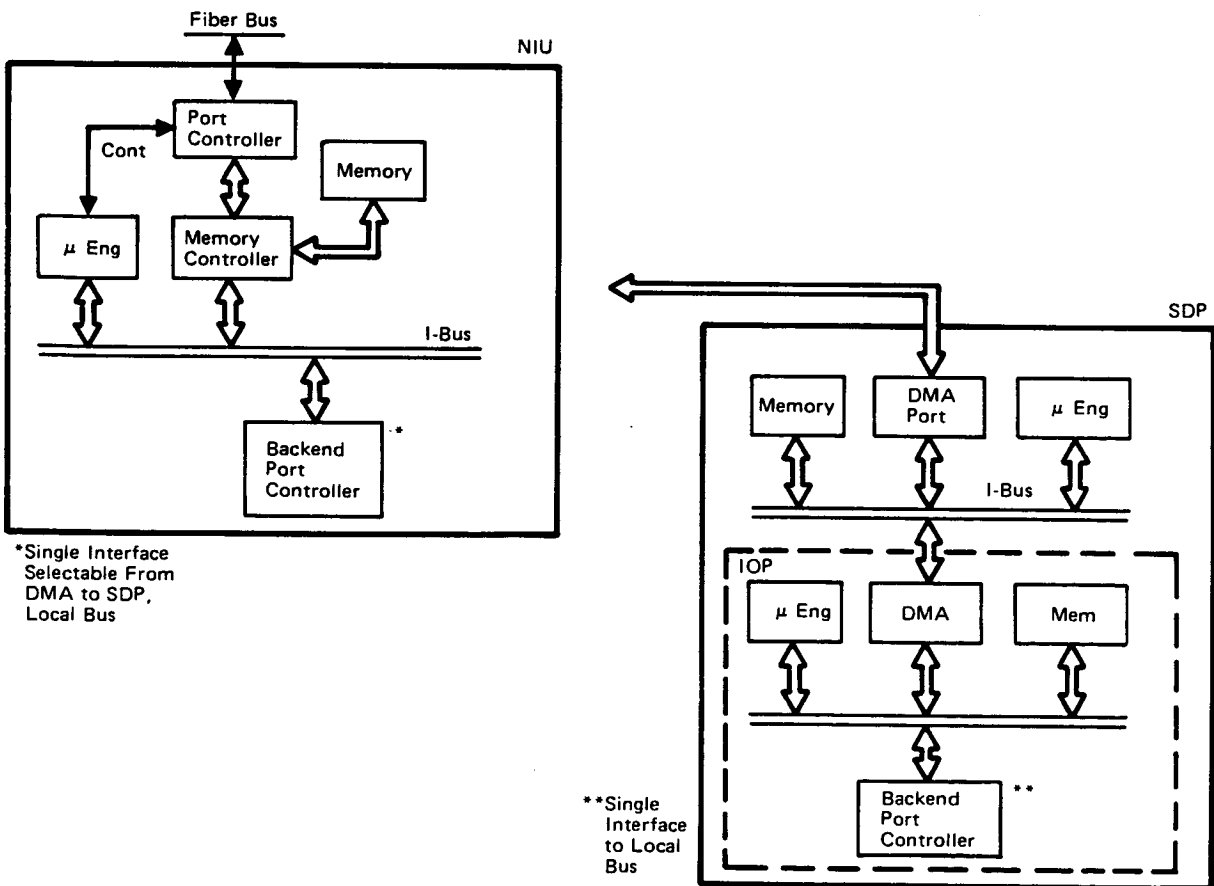 Fiber Bus
NIU
Port
Controller
Cont
Memory
μ Eng
Memory
Controller
I-Bus
Backend
Port
Controller
*
*Single Interface
Selectable From
DMA to SDP,
Local Bus
SDP
Memory
DMA
Port
μ Eng
I-Bus
IOP
μ Eng
DMA
Mem
Backend
Port
Controller
**
**Single
Interface
to Local
Bus